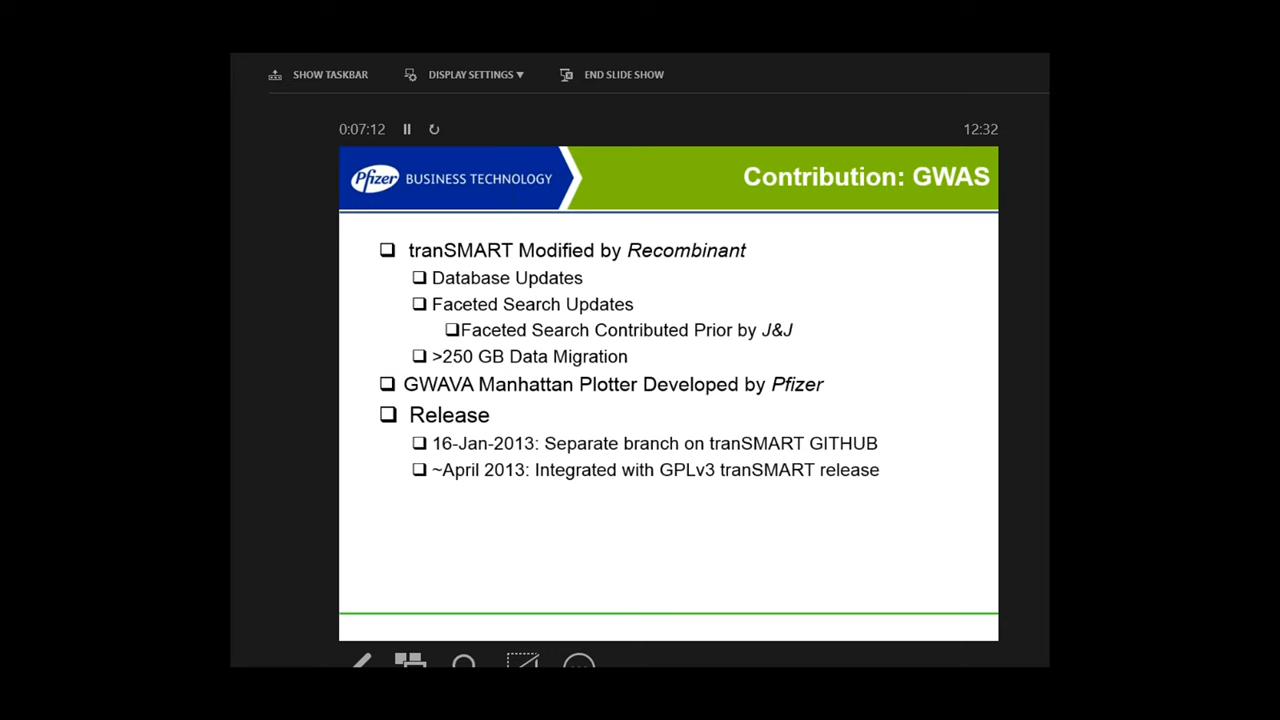 SHOW TASKBAR DISPLAY SETTINGS ▼ END SLIDE SHOW
0:07:12 12:32
Pfizer BUSINESS TECHNOLOGY Contribution: GWAS
❑ tranSMART Modified by Recombinant
❑ Database Updates
❑ Faceted Search Updates
❑ Faceted Search Contributed Prior by J&J
❑ >250 GB Data Migration
❑ GWAVA Manhattan Plotter Developed by Pfizer
❑ Release
❑ 16-Jan-2013: Separate branch on tranSMART GITHUB
❑ ~April 2013: Integrated with GPLv3 tranSMART release